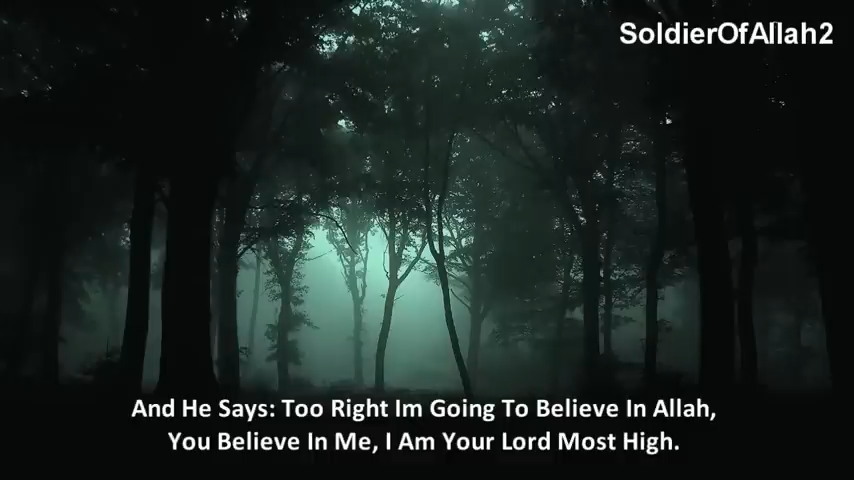 SoldierOfAllah2
And He Says: Too Right Im Going To Believe In Allah,
You Believe In Me, I Am Your Lord Most High.